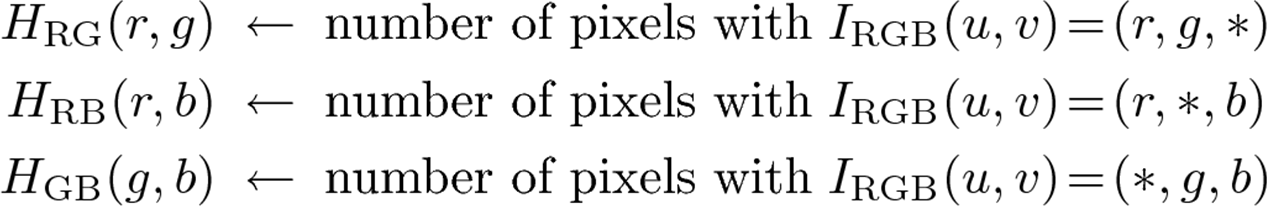 H_RG(r, g) ← number of pixels with I_RGB(u, v)=(r, g, ∗)
H_RB(r, b) ← number of pixels with I_RGB(u, v)=(r, ∗, b)
H_GB(g, b) ← number of pixels with I_RGB(u, v)=(∗, g, b)